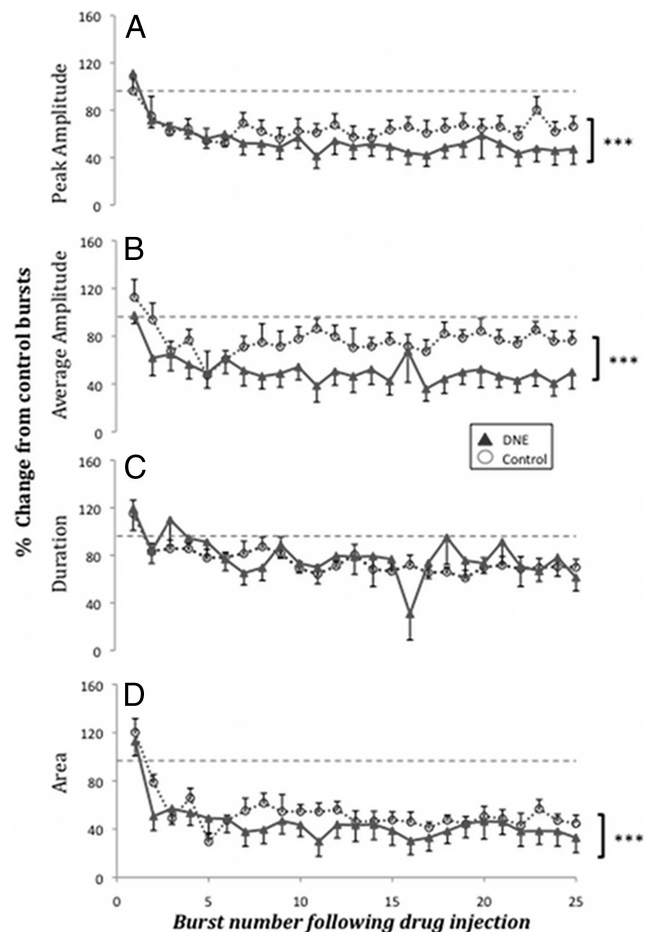 % Change from control bursts
A
Peak Amplitude
160
120
80
40
0
***
B
Average Amplitude
160
120
80
40
0
***
DNE
Control
C
Duration
160
120
80
40
0
D
Area
160
120
80
40
0
***
0 5 10 15 20 25
Burst number following drug injection